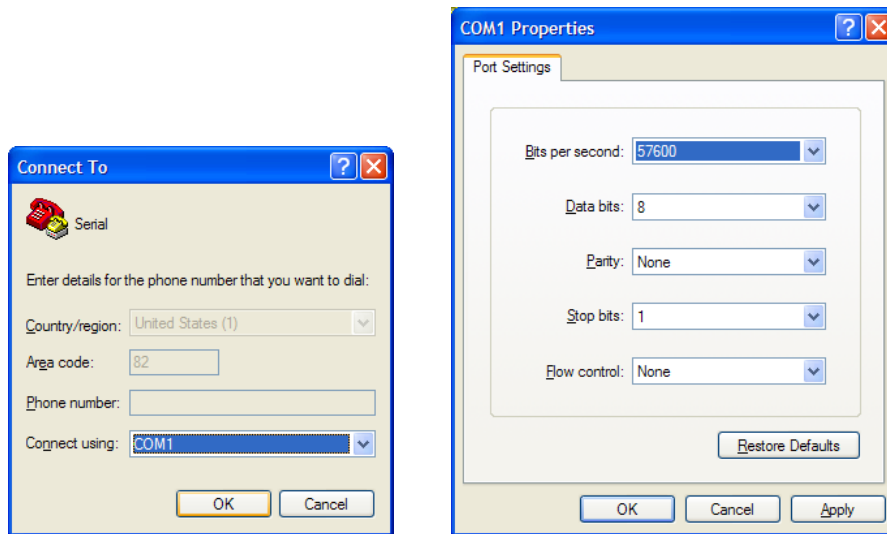 Connect To
Serial
Enter details for the phone number that you want to dial:
Country/region: United States (1)
Area code: 82
Phone number:
Connect using: COM1
OK Cancel
COM1 Properties
Port Settings
Bits per second: 57600
Data bits: 8
Parity: None
Stop bits: 1
Flow control: None
Restore Defaults
OK Cancel Apply